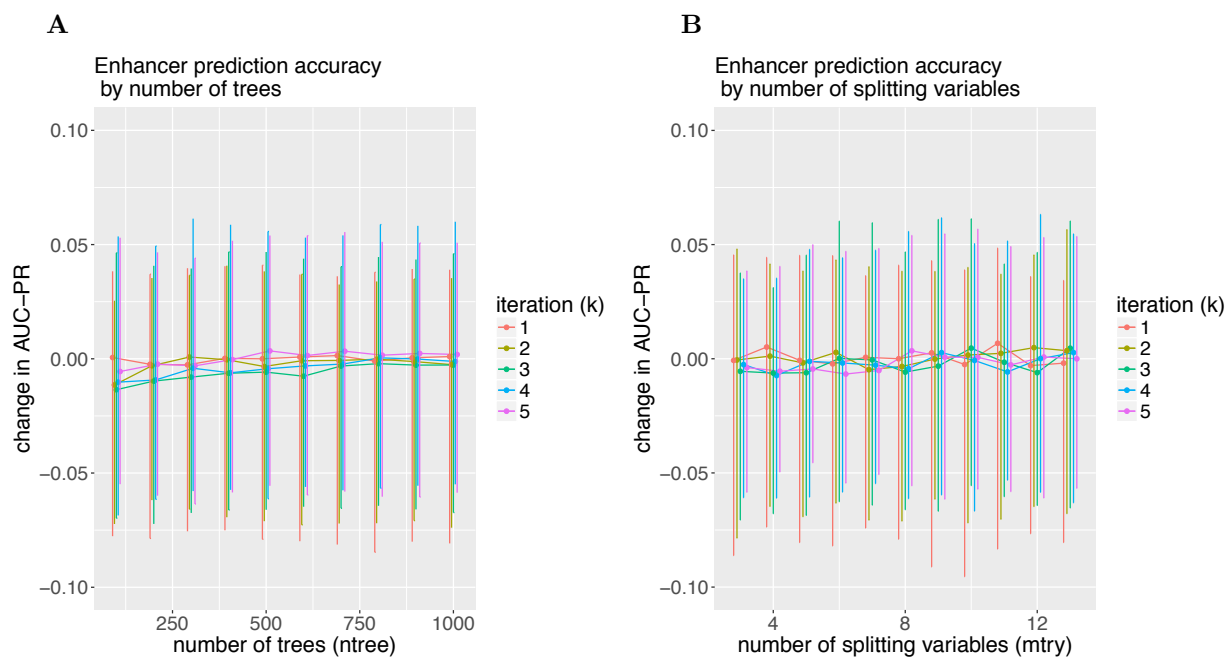 A
Enhancer prediction accuracy
by number of trees
0.10
0.05
0.00
−0.05
−0.10
change in AUC−PR
250
500
750
1000
number of trees (ntree)
iteration (k)
1
2
3
4
5
B
Enhancer prediction accuracy
by number of splitting variables
0.10
0.05
0.00
−0.05
−0.10
change in AUC−PR
4
8
12
number of splitting variables (mtry)
iteration (k)
1
2
3
4
5